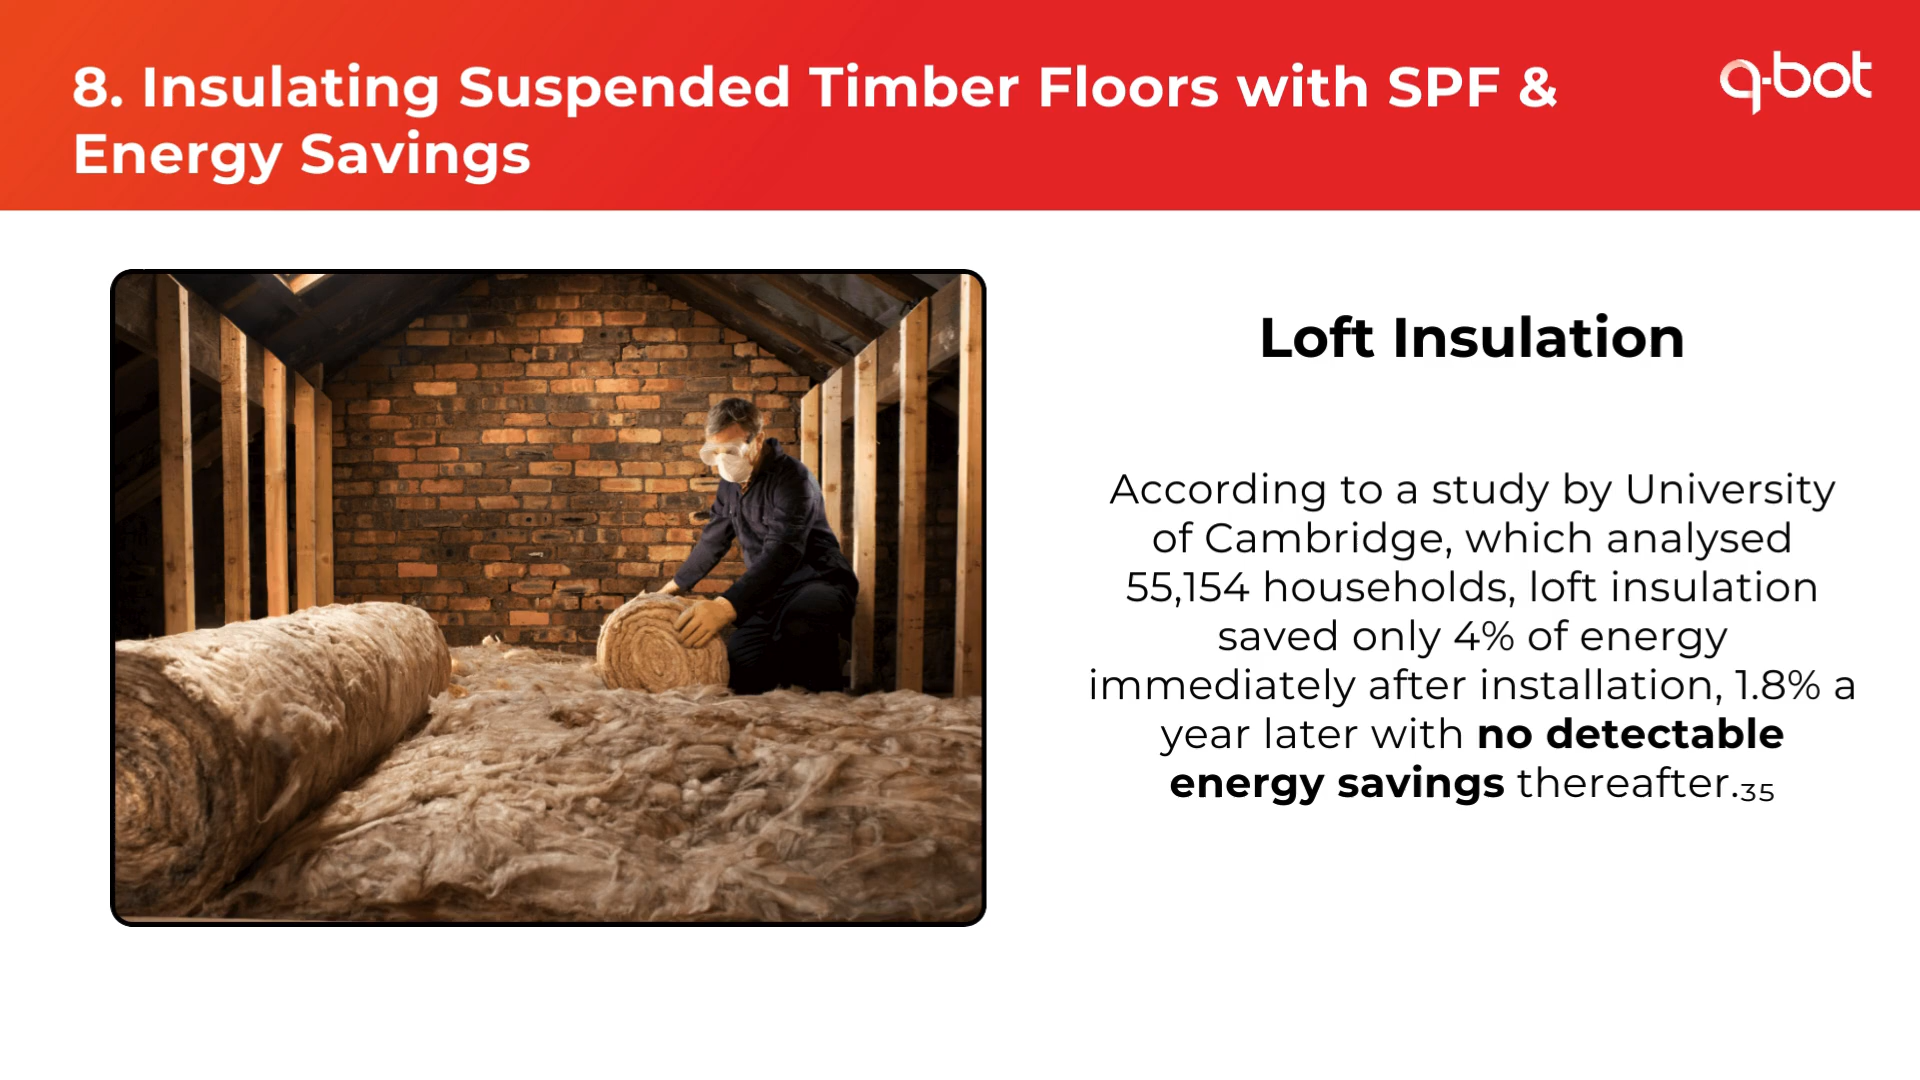 8. Insulating Suspended Timber Floors with SPF &
Energy Savings
q-bot
Loft Insulation
According to a study by University
of Cambridge, which analysed
55,154 households, loft insulation
saved only 4% of energy
immediately after installation, 1.8% a
year later with no detectable
energy savings thereafter.35